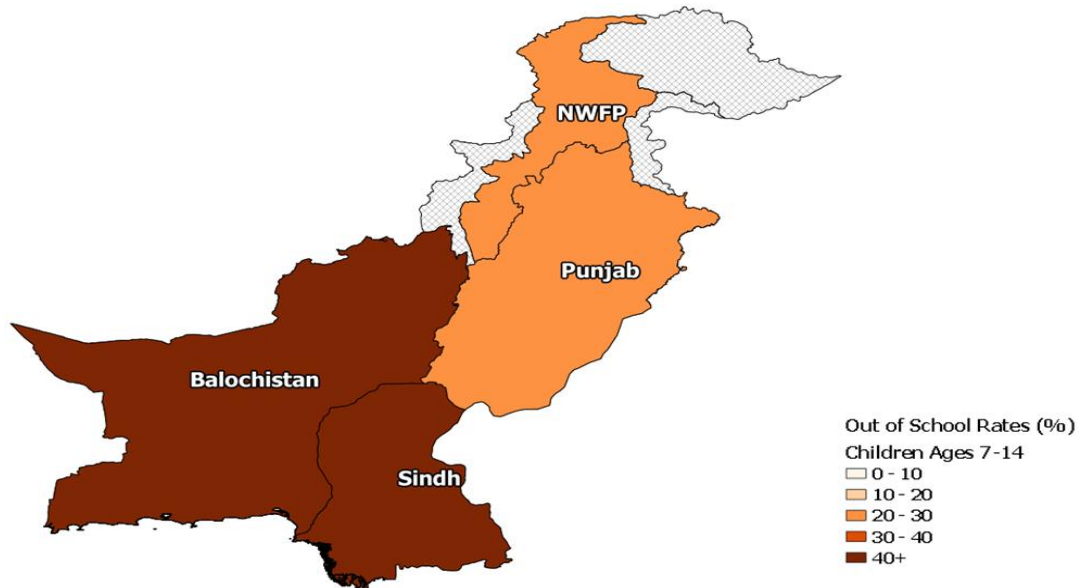 NWFP
Punjab
Balochistan
Sindh
Out of School Rates (%)
Children Ages 7-14
0 - 10
10 - 20
20 - 30
30 - 40
40+